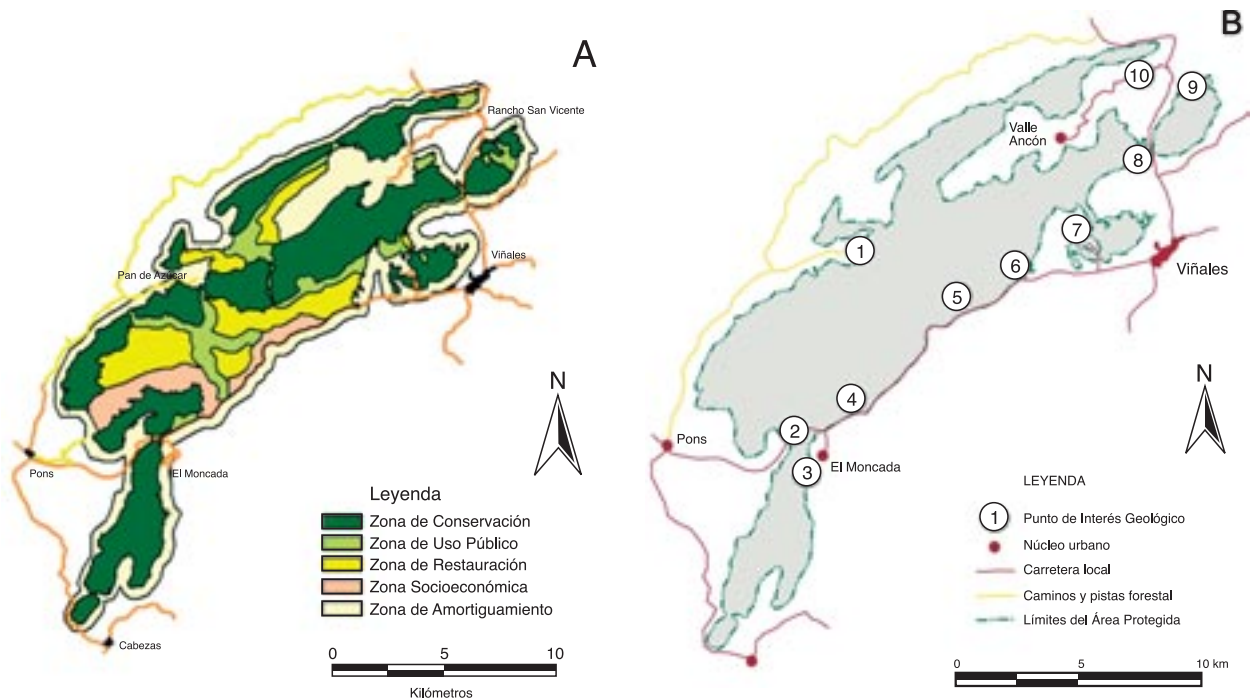 A
Rancho San Vicente
Viñales
Pan de Azúcar
Pons
El Moncada
Cabezas
N
Leyenda
Zona de Conservación
Zona de Uso Público
Zona de Restauración
Zona Socioeconómica
Zona de Amortiguamiento
0 5 10
Kilómetros
B
10
9
Valle
Ancón
8
7
1
6
Viñales
5
4
2
Pons
El Moncada
3
N
LEYENDA
1 Punto de Interés Geológico
Núcleo urbano
Carretera local
Caminos y pistas forestal
Límites del Área Protegida
0 5 10 km